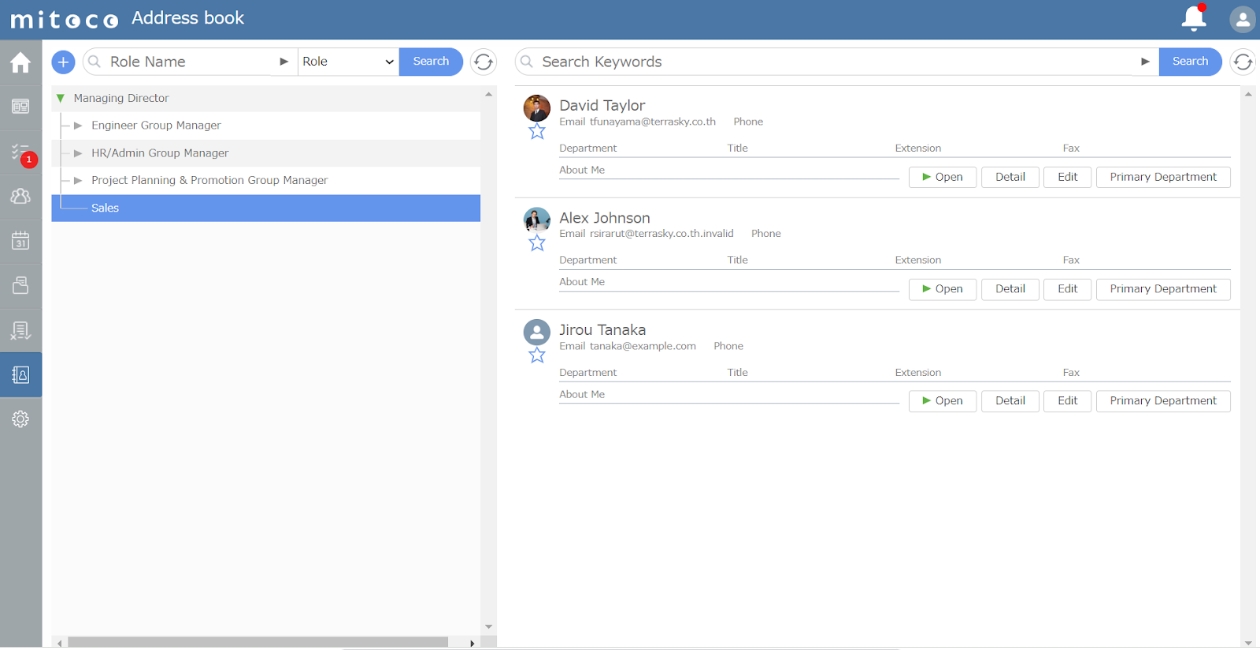 mitoco Address book
Role Name
Role
Search
Search Keywords
Search
1
31
Managing Director
Engineer Group Manager
HR/Admin Group Manager
Project Planning & Promotion Group Manager
Sales
David Taylor
Email tfunayama@terrasky.co.th Phone
Department Title Extension Fax
About Me
Open Detail Edit Primary Department
Alex Johnson
Email rsirarut@terrasky.co.th.invalid Phone
Department Title Extension Fax
About Me
Open Detail Edit Primary Department
Jirou Tanaka
Email tanaka@example.com Phone
Department Title Extension Fax
About Me
Open Detail Edit Primary Department